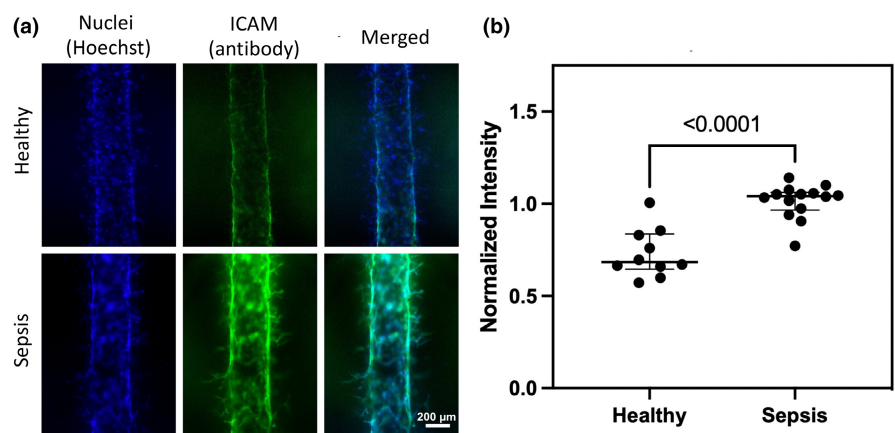 (a)
Nuclei
(Hoechst)
ICAM
(antibody)
Merged
Healthy
Sepsis
200 µm
(b)
<0.0001
1.5
1.0
0.5
0.0
Normalized Intensity
Healthy
Sepsis